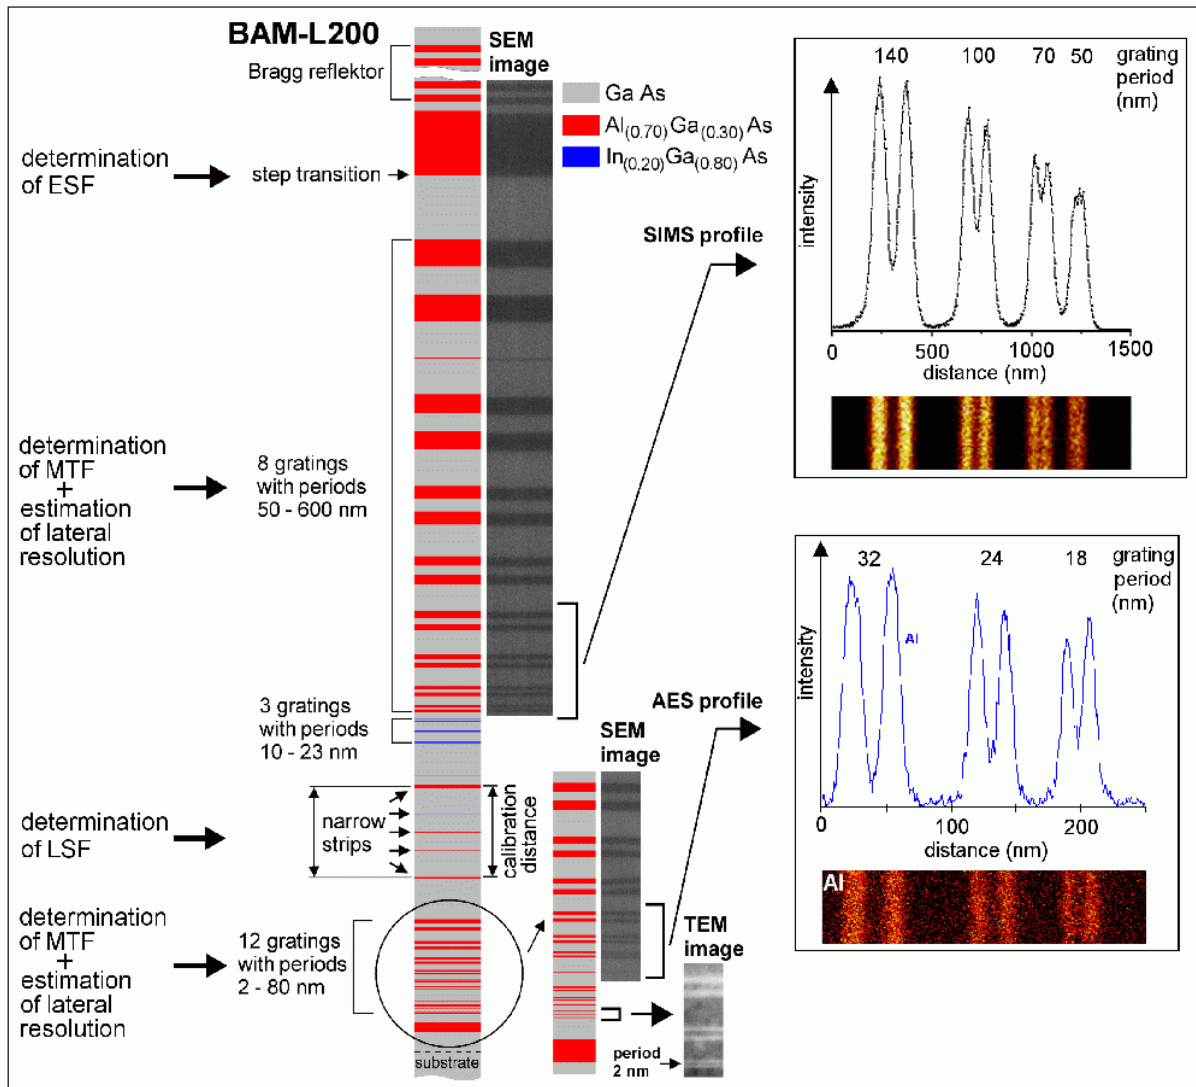 BAM-L200
Bragg reflektor
SEM
image
Ga As
Al(0.70)Ga(0.30) As
In(0.20)Ga(0.80) As
determination
of ESF
step transition
SIMS profile
determination
of MTF
+
estimation
of lateral
resolution
8 gratings
with periods
50 - 600 nm
3 gratings
with periods
10 - 23 nm
AES profile
SEM
image
determination
of LSF
narrow
strips
calibration
distance
determination
of MTF
+
estimation
of lateral
resolution
12 gratings
with periods
2 - 80 nm
substrate
TEM
image
period
2 nm
140 100 70 50 grating
period
(nm)
intensity
0 500 1000 1500
distance (nm)
32 24 18 grating
period
(nm)
intensity
Al
0 100 200
distance (nm)
Al